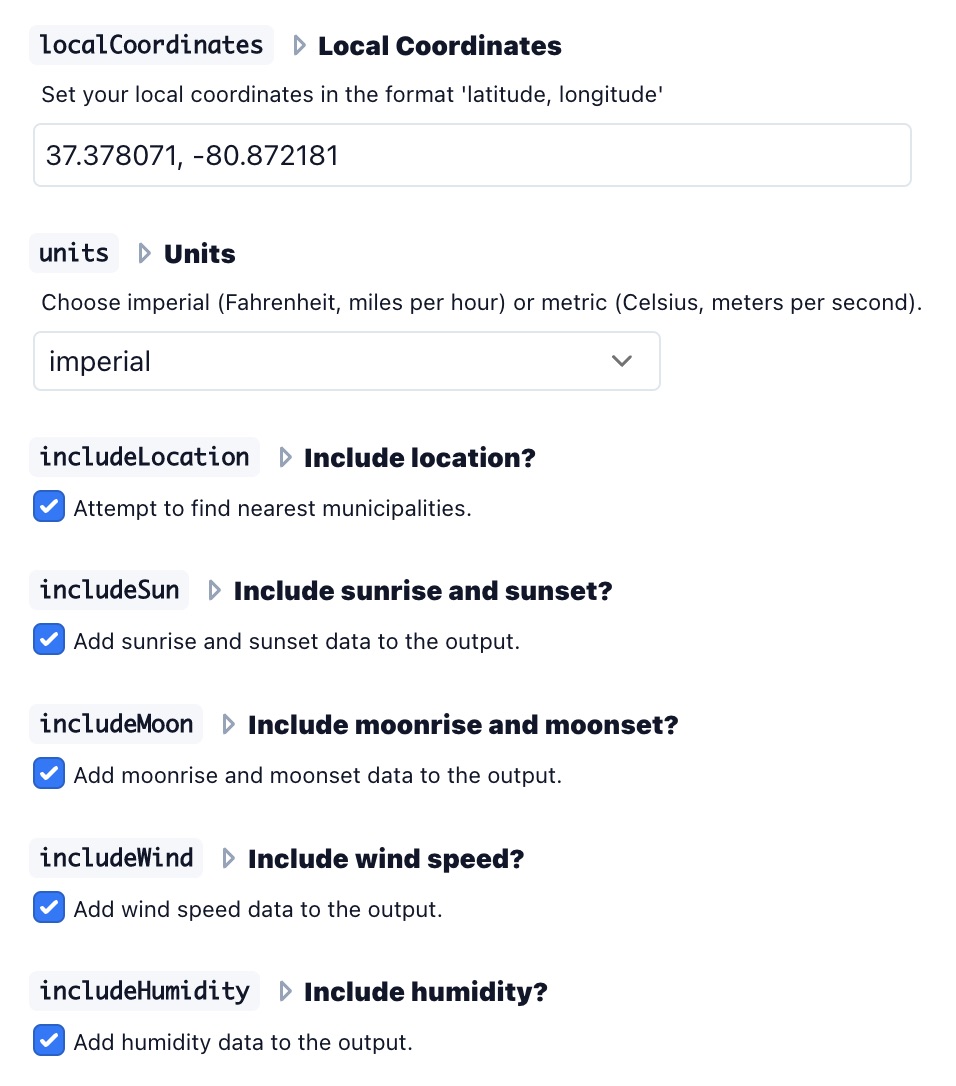 localCoordinates Local Coordinates
Set your local coordinates in the format 'latitude, longitude'
37.378071, -80.872181
units Units
Choose imperial (Fahrenheit, miles per hour) or metric (Celsius, meters per second).
imperial
includeLocation Include location?
Attempt to find nearest municipalities.
includeSun Include sunrise and sunset?
Add sunrise and sunset data to the output.
includeMoon Include moonrise and moonset?
Add moonrise and moonset data to the output.
includeWind Include wind speed?
Add wind speed data to the output.
includeHumidity Include humidity?
Add humidity data to the output.